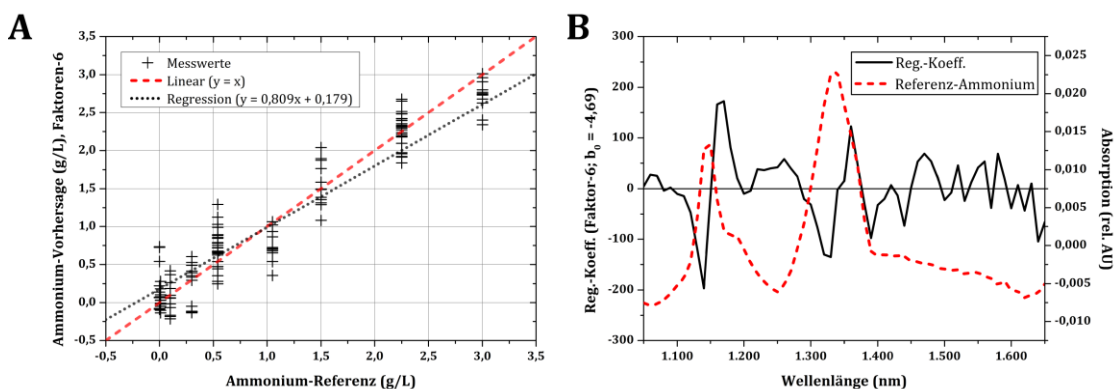 A
Ammonium-Vorhersage (g/L), Faktoren-6
3,5
3,0
2,5
2,0
1,5
1,0
0,5
0,0
-0,5
Messwerte
Linear (y = x)
Regression (y = 0,809x + 0,179)
-0,5 0,0 0,5 1,0 1,5 2,0 2,5 3,0 3,5
Ammonium-Referenz (g/L)
B
Reg.-Koeff. (Faktor-6; b0 = -4,69)
300
200
100
0
-100
-200
-300
Reg.-Koeff.
Referenz-Ammonium
0,025
0,020
0,015
0,010
0,005
0,000
-0,005
-0,010
Absorption (rel. AU)
1.100 1.200 1.300 1.400 1.500 1.600
Wellenlänge (nm)